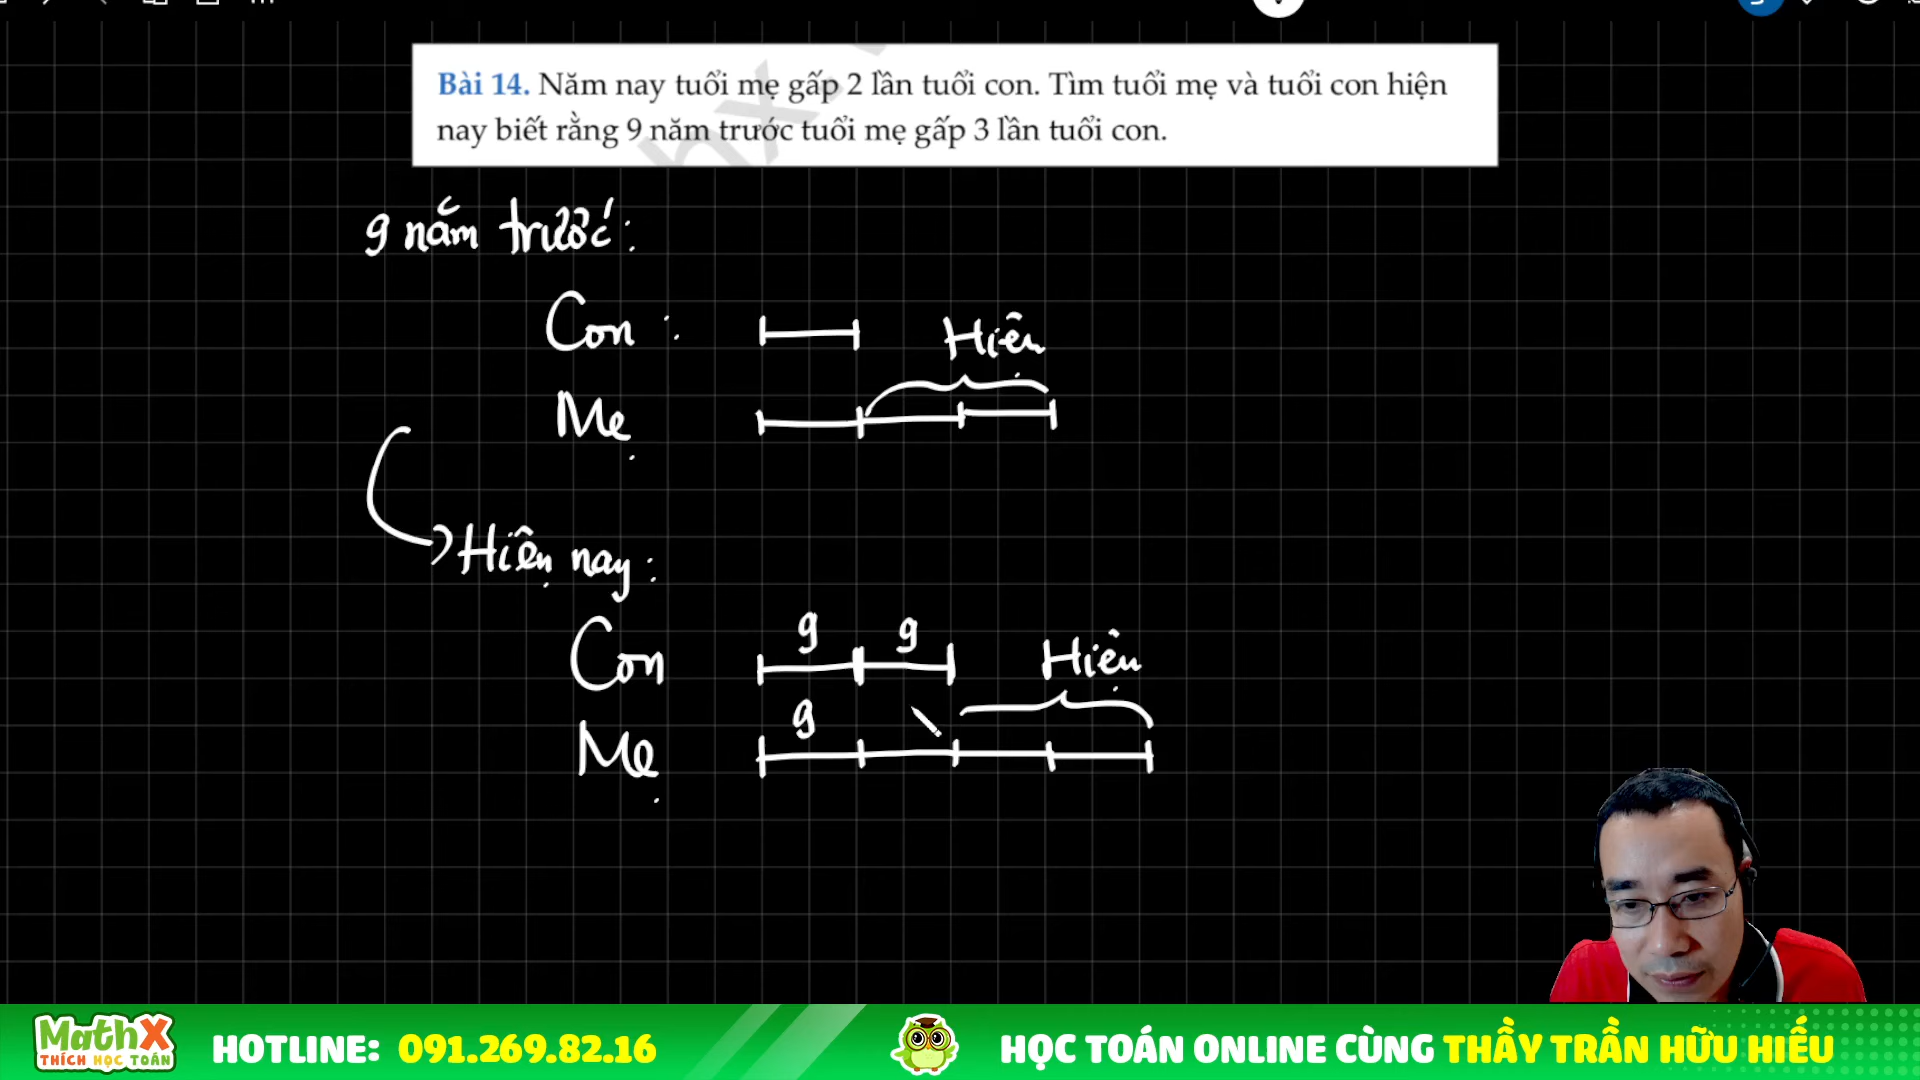 Bài 14. Năm nay tuổi mẹ gấp 2 lần tuổi con. Tìm tuổi mẹ và tuổi con hiện
nay biết rằng 9 năm trước tuổi mẹ gấp 3 lần tuổi con.
9 năm trước:
Con :
Hiệu
Mẹ
Hiện nay:
9 9
Con
Hiệu
9
Mẹ
MathX
THÍCH HỌC TOÁN
HOTLINE: 091.269.82.16
HỌC TOÁN ONLINE CÙNG THẦY TRẦN HỮU HIẾU